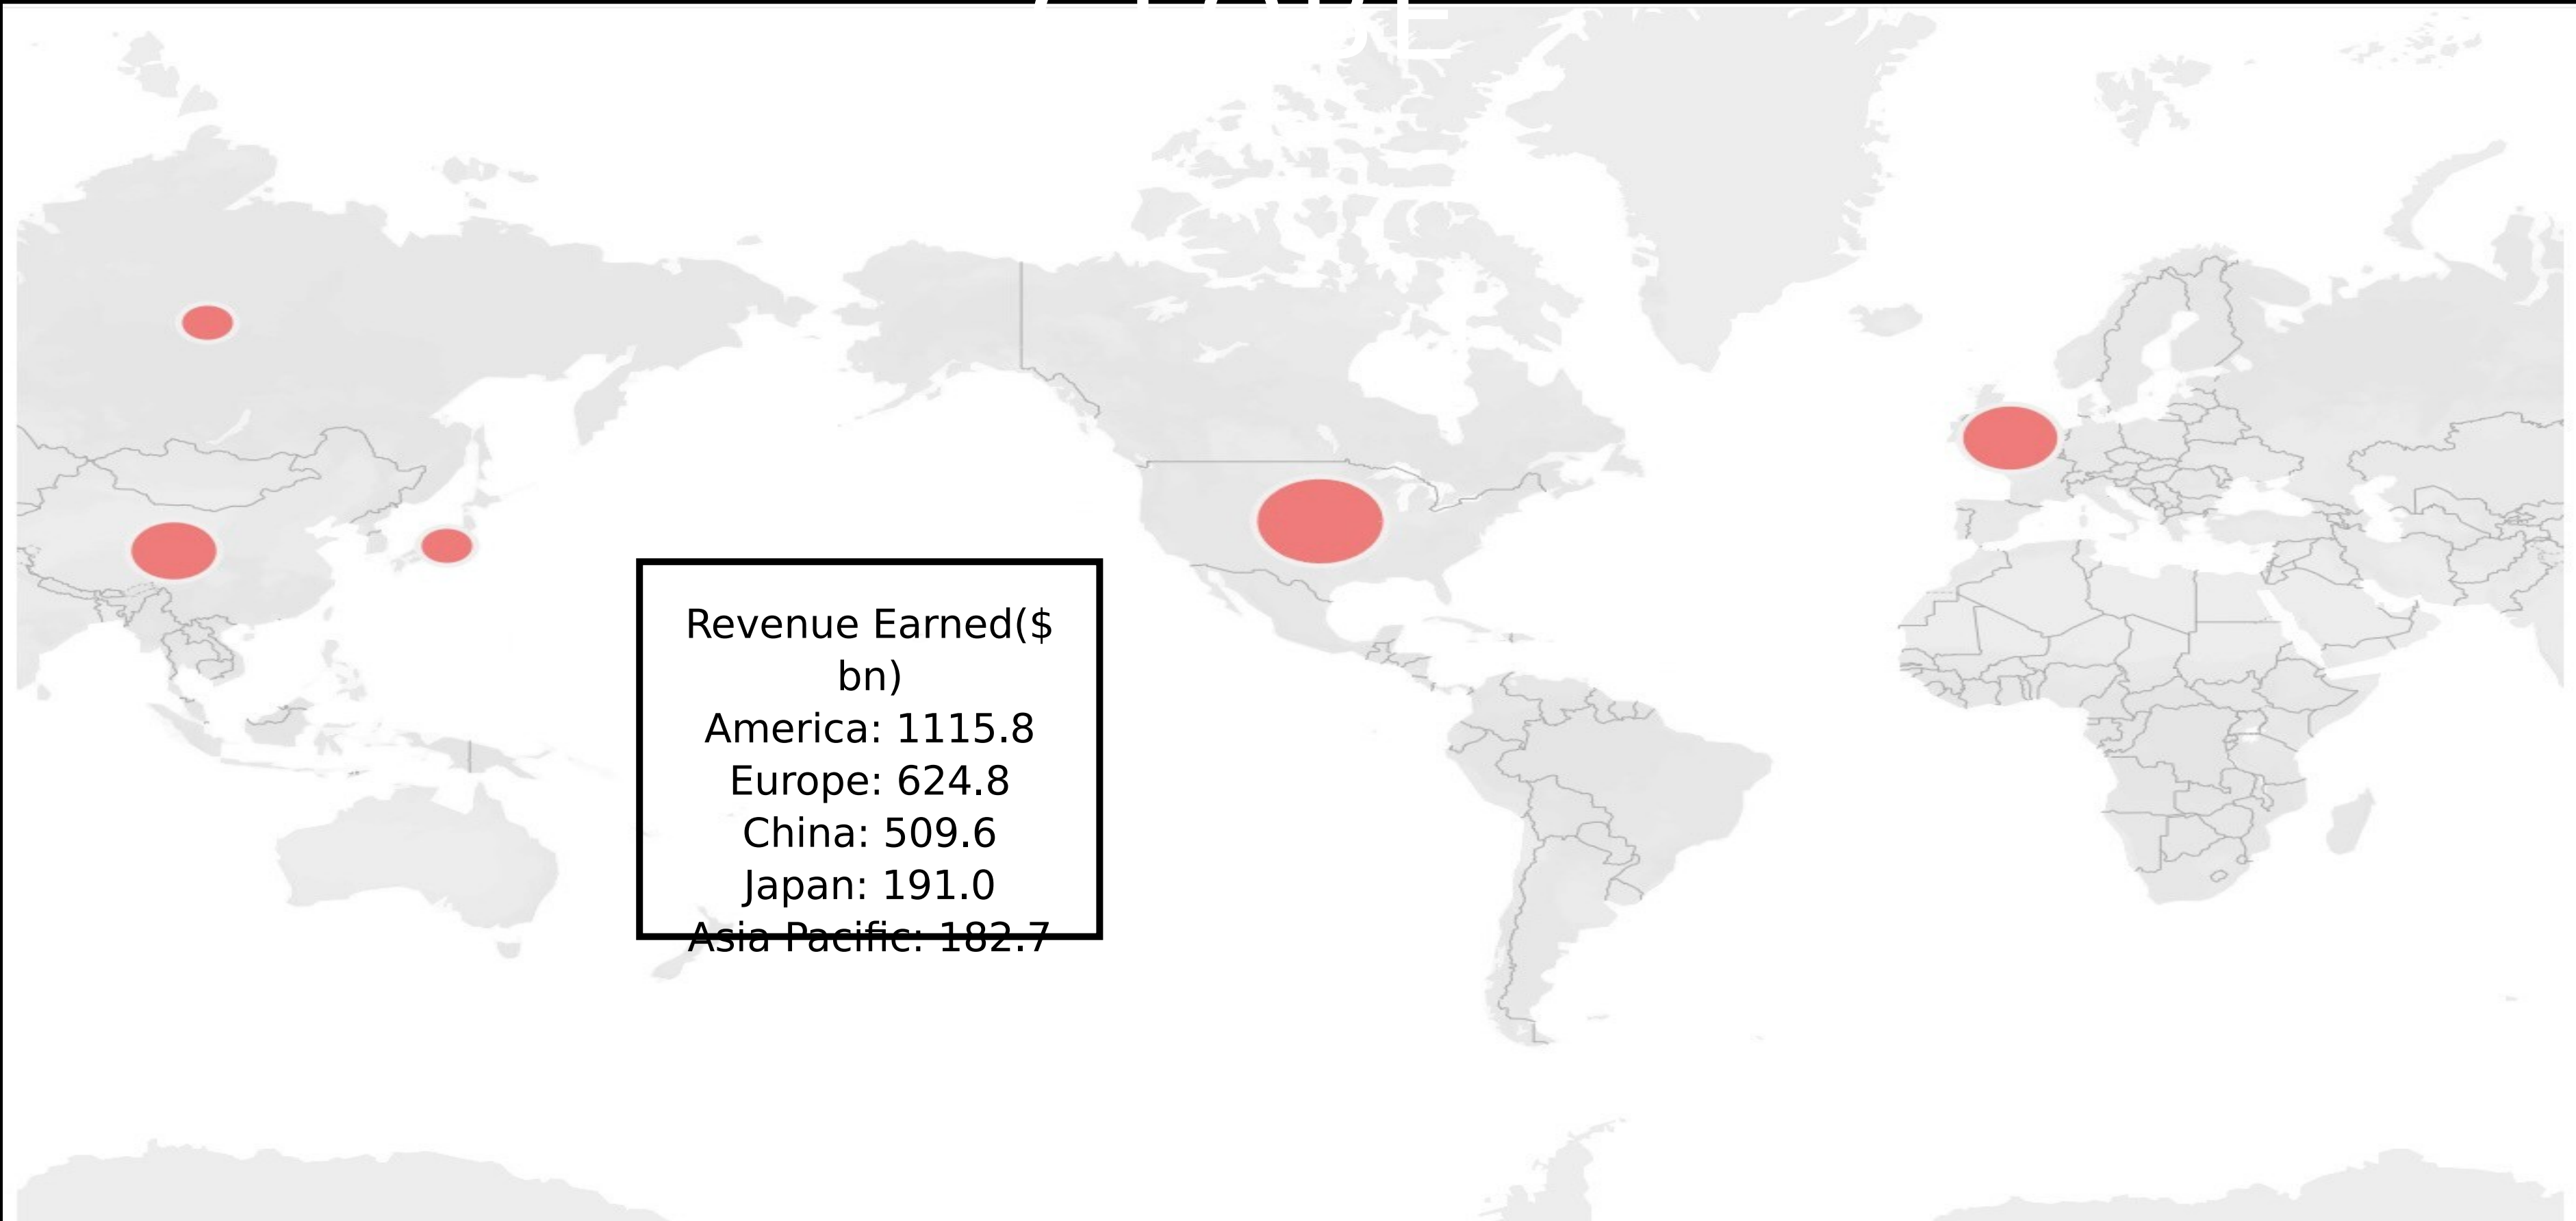 Revenue Earned($
bn)
America: 1115.8
Europe: 624.8
China: 509.6
Japan: 191.0
Asia Pacific: 182.7